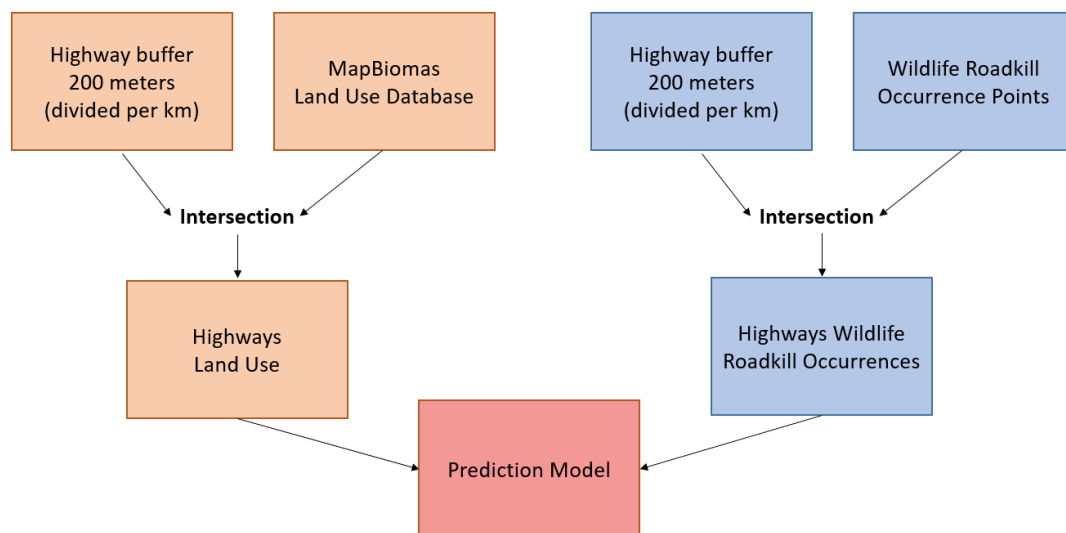 Highway buffer
200 meters
(divided per km)
MapBiomas
Land Use Database
Highway buffer
200 meters
(divided per km)
Wildlife Roadkill
Occurrence Points
Intersection
Intersection
Highways
Land Use
Highways Wildlife
Roadkill Occurrences
Prediction Model